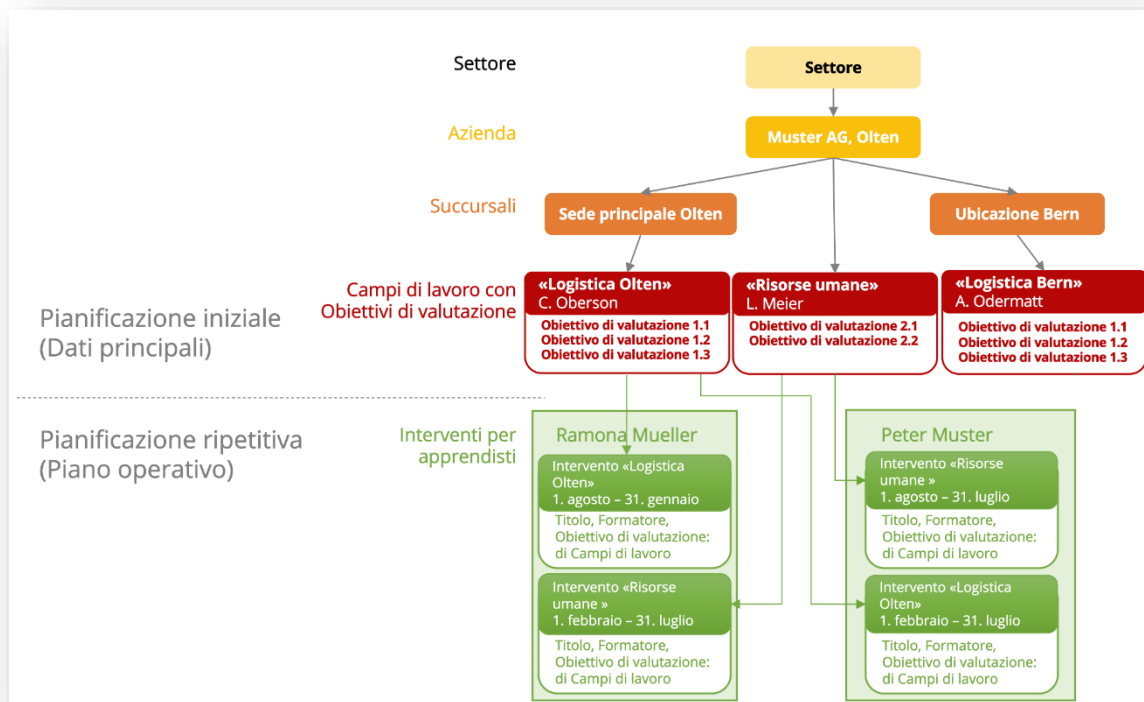 Settore
Settore
Azienda
Muster AG, Olten
Succursali
Sede principale Olten
Ubicazione Bern
Campi di lavoro con
Obiettivi di valutazione
«Logistica Olten»
C. Oberson
Obiettivo di valutazione 1.1
Obiettivo di valutazione 1.2
Obiettivo di valutazione 1.3
«Risorse umane»
L. Meier
Obiettivo di valutazione 2.1
Obiettivo di valutazione 2.2
«Logistica Bern»
A. Odermatt
Obiettivo di valutazione 1.1
Obiettivo di valutazione 1.2
Obiettivo di valutazione 1.3
Pianificazione iniziale
(Dati principali)
Pianificazione ripetitiva
(Piano operativo)
Interventi per
apprendisti
Ramona Mueller
Intervento «Logistica
Olten»
1. agosto – 31. gennaio
Titolo, Formatore,
Obiettivo di valutazione:
di Campi di lavoro
Intervento «Risorse
umane »
1. febbraio – 31. luglio
Titolo, Formatore,
Obiettivo di valutazione:
di Campi di lavoro
Peter Muster
Intervento «Risorse
umane »
1. agosto – 31. luglio
Titolo, Formatore,
Obiettivo di valutazione:
di Campi di lavoro
Intervento «Logistica
Olten»
1. febbraio – 31. luglio
Titolo, Formatore,
Obiettivo di valutazione:
di Campi di lavoro